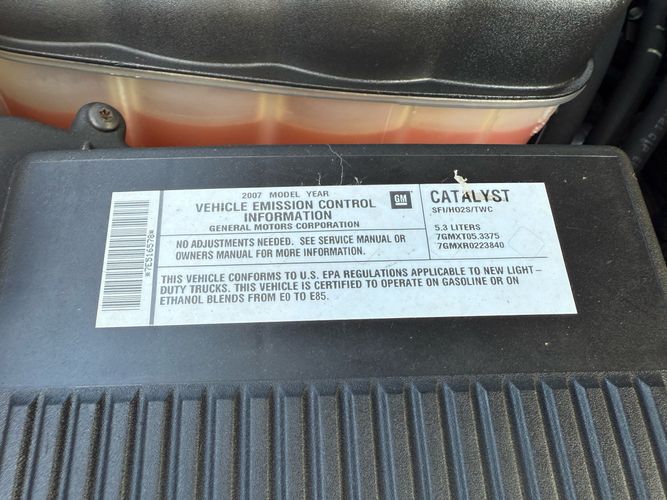 *7E516578*
2007 MODEL YEAR
VEHICLE EMISSION CONTROL
INFORMATION
GENERAL MOTORS CORPORATION
GM
NO ADJUSTMENTS NEEDED. SEE SERVICE MANUAL OR
OWNERS MANUAL FOR MORE INFORMATION.
CATALYST
SFI/HO2S/TWC
5.3 LITERS
7GMXT05.3375
7GMXR0223840
THIS VEHICLE CONFORMS TO U.S. EPA REGULATIONS APPLICABLE TO NEW LIGHT-
DUTY TRUCKS. THIS VEHICLE IS CERTIFIED TO OPERATE ON GASOLINE OR ON
ETHANOL BLENDS FROM E0 TO E85.